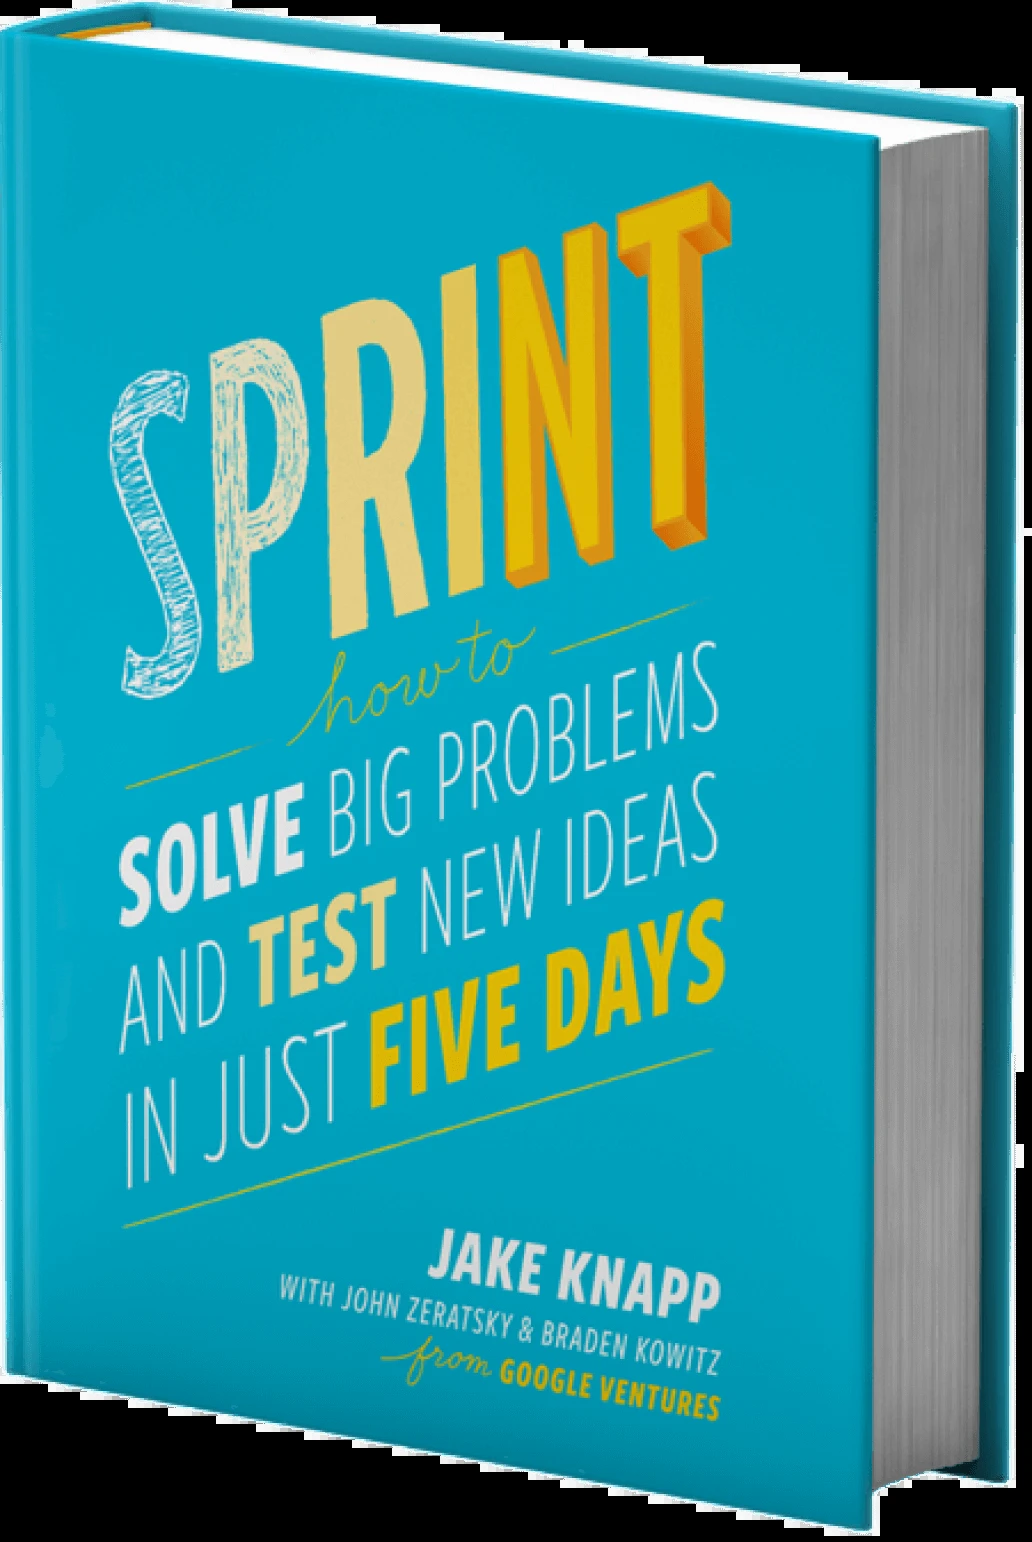 SPRINT
how to
SOLVE BIG PROBLEMS
AND TEST NEW IDEAS
IN JUST FIVE DAYS
JAKE KNAPP
WITH JOHN ZERATSKY & BRADEN KOWITZ
from GOOGLE VENTURES